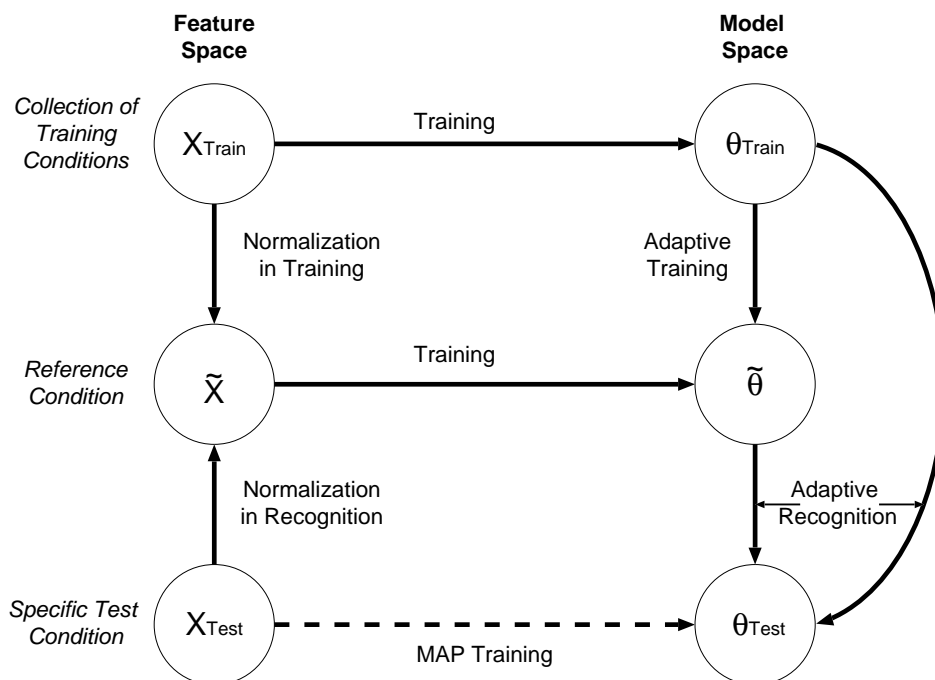 Feature
Space
Model
Space
Collection of
Training
Conditions
XTrain
Training
θTrain
Normalization
in Training
Adaptive
Training
Reference
Condition
X̃
Training
θ̃
Normalization
in Recognition
Adaptive
Recognition
Specific Test
Condition
XTest
MAP Training
θTest